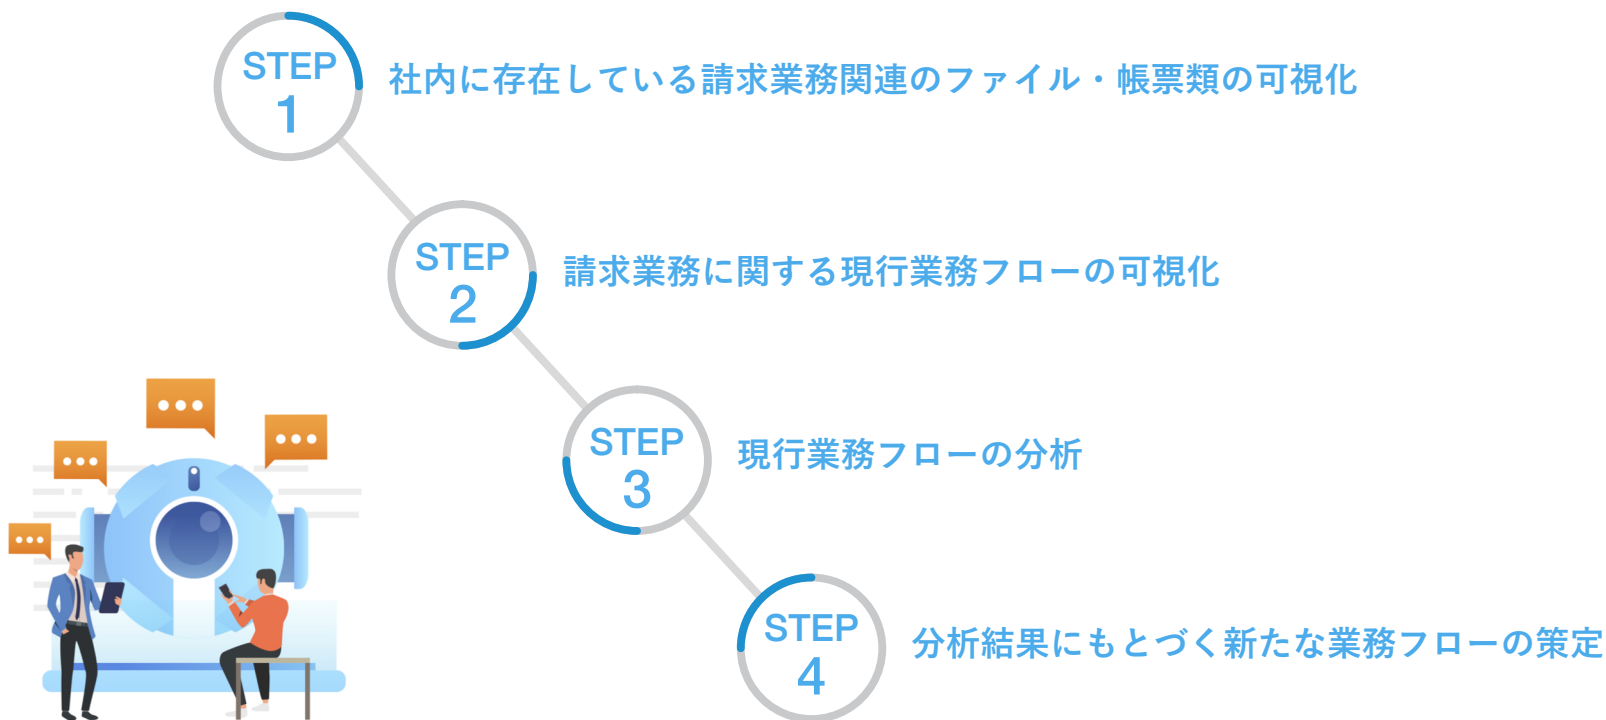 STEP
1
社内に存在している請求業務関連のファイル・帳票類の可視化
STEP
2
請求業務に関する現行業務フローの可視化
STEP
3
現行業務フローの分析
STEP
4
分析結果にもとづく新たな業務フローの策定